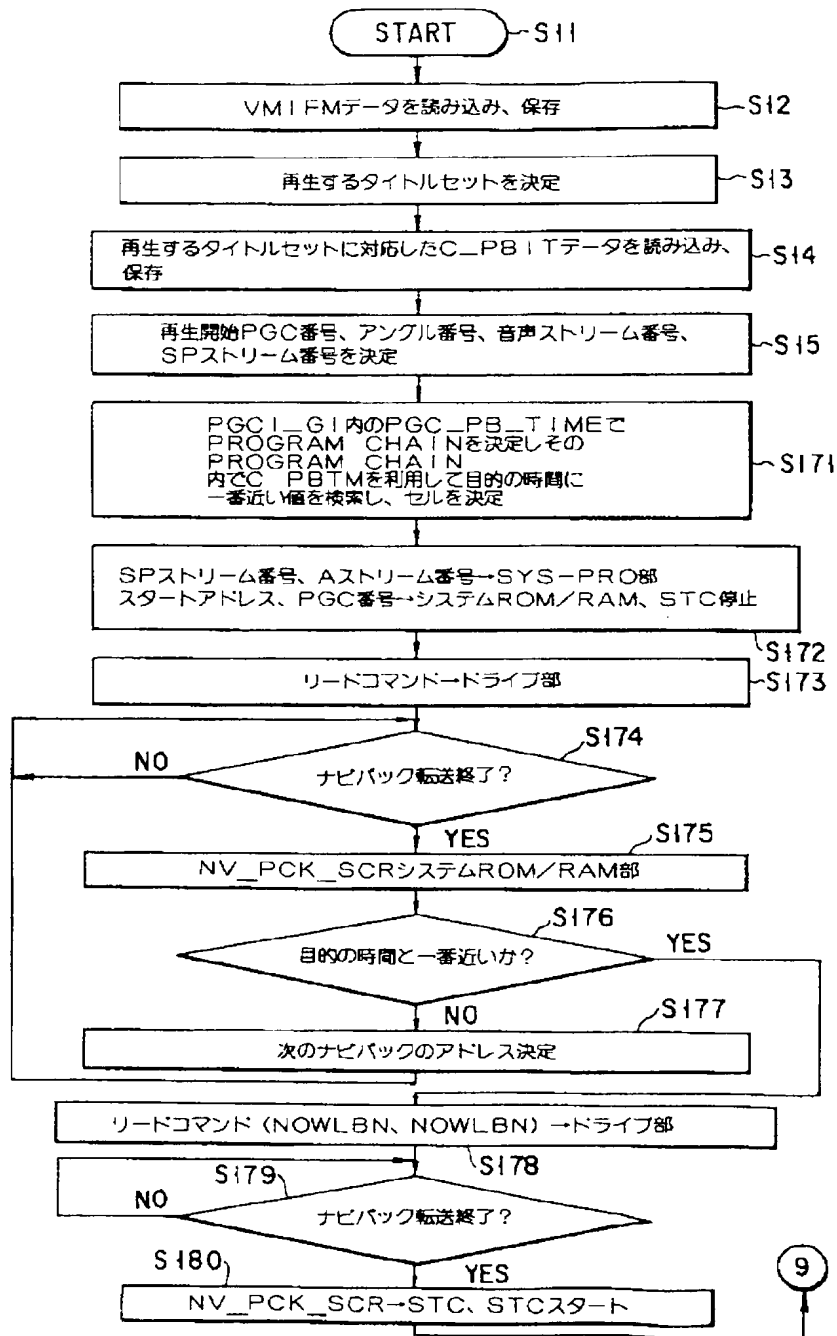 START
S11
VMIFMデータを読み込み、保存
S12
再生するタイトルセットを決定
S13
再生するタイトルセットに対応したC_PBITデータを読み込み、
保存
S14
再生開始PGC番号、アングル番号、音声ストリーム番号、
SPストリーム番号を決定
S15
PGCI_GI内のPGC_PB_TIMEで
PROGRAM CHAINを決定しその
PROGRAM CHAIN
内でC PBTMを利用して目的の時間に
一番近い値を検索し、セルを決定
S171
SPストリーム番号、Aストリーム番号→SYS-PRO部
スタートアドレス、PGC番号→システムROM/RAM、STC停止
S172
リードコマンド→ドライブ部
S173
S174
NO
ナビパック転送終了?
YES
S175
NV_PCK_SCRシステムROM/RAM部
S176
目的の時間と一番近いか?
YES
NO
S177
次のナビパックのアドレス決定
リードコマンド(NOWLBN、NOWLBN)→ドライブ部
S178
S179
NO
ナビパック転送終了?
YES
S180
NV_PCK_SCR→STC、STCスタート
9